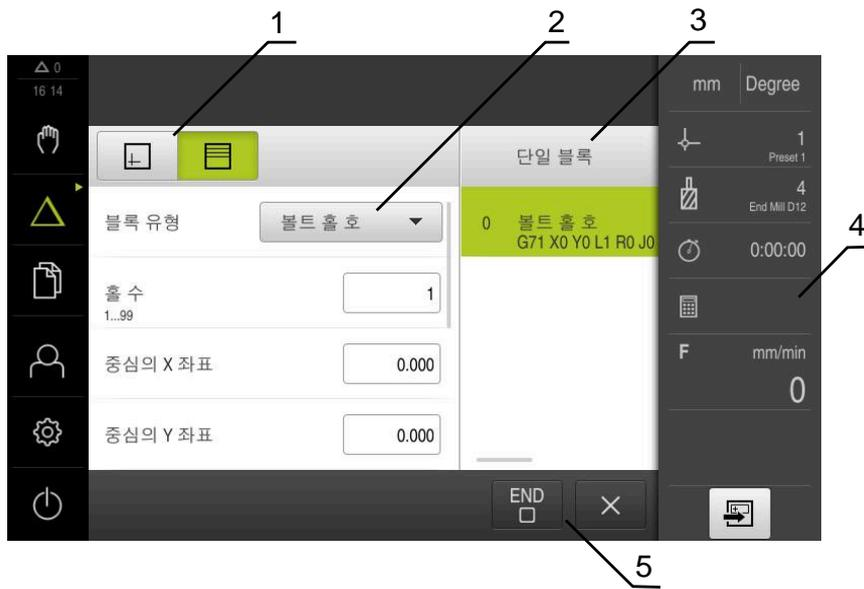 1
2
3
4
5
0
16 14
블록 유형
볼트 홀 호
홀 수
1...99
1
중심의 X 좌표
0.000
중심의 Y 좌표
0.000
단일 블록
0 볼트 홀 호
G71 X0 Y0 L1 R0 J0
END
mm Degree
1
Preset 1
4
End Mill D12
0:00:00
F mm/min
0